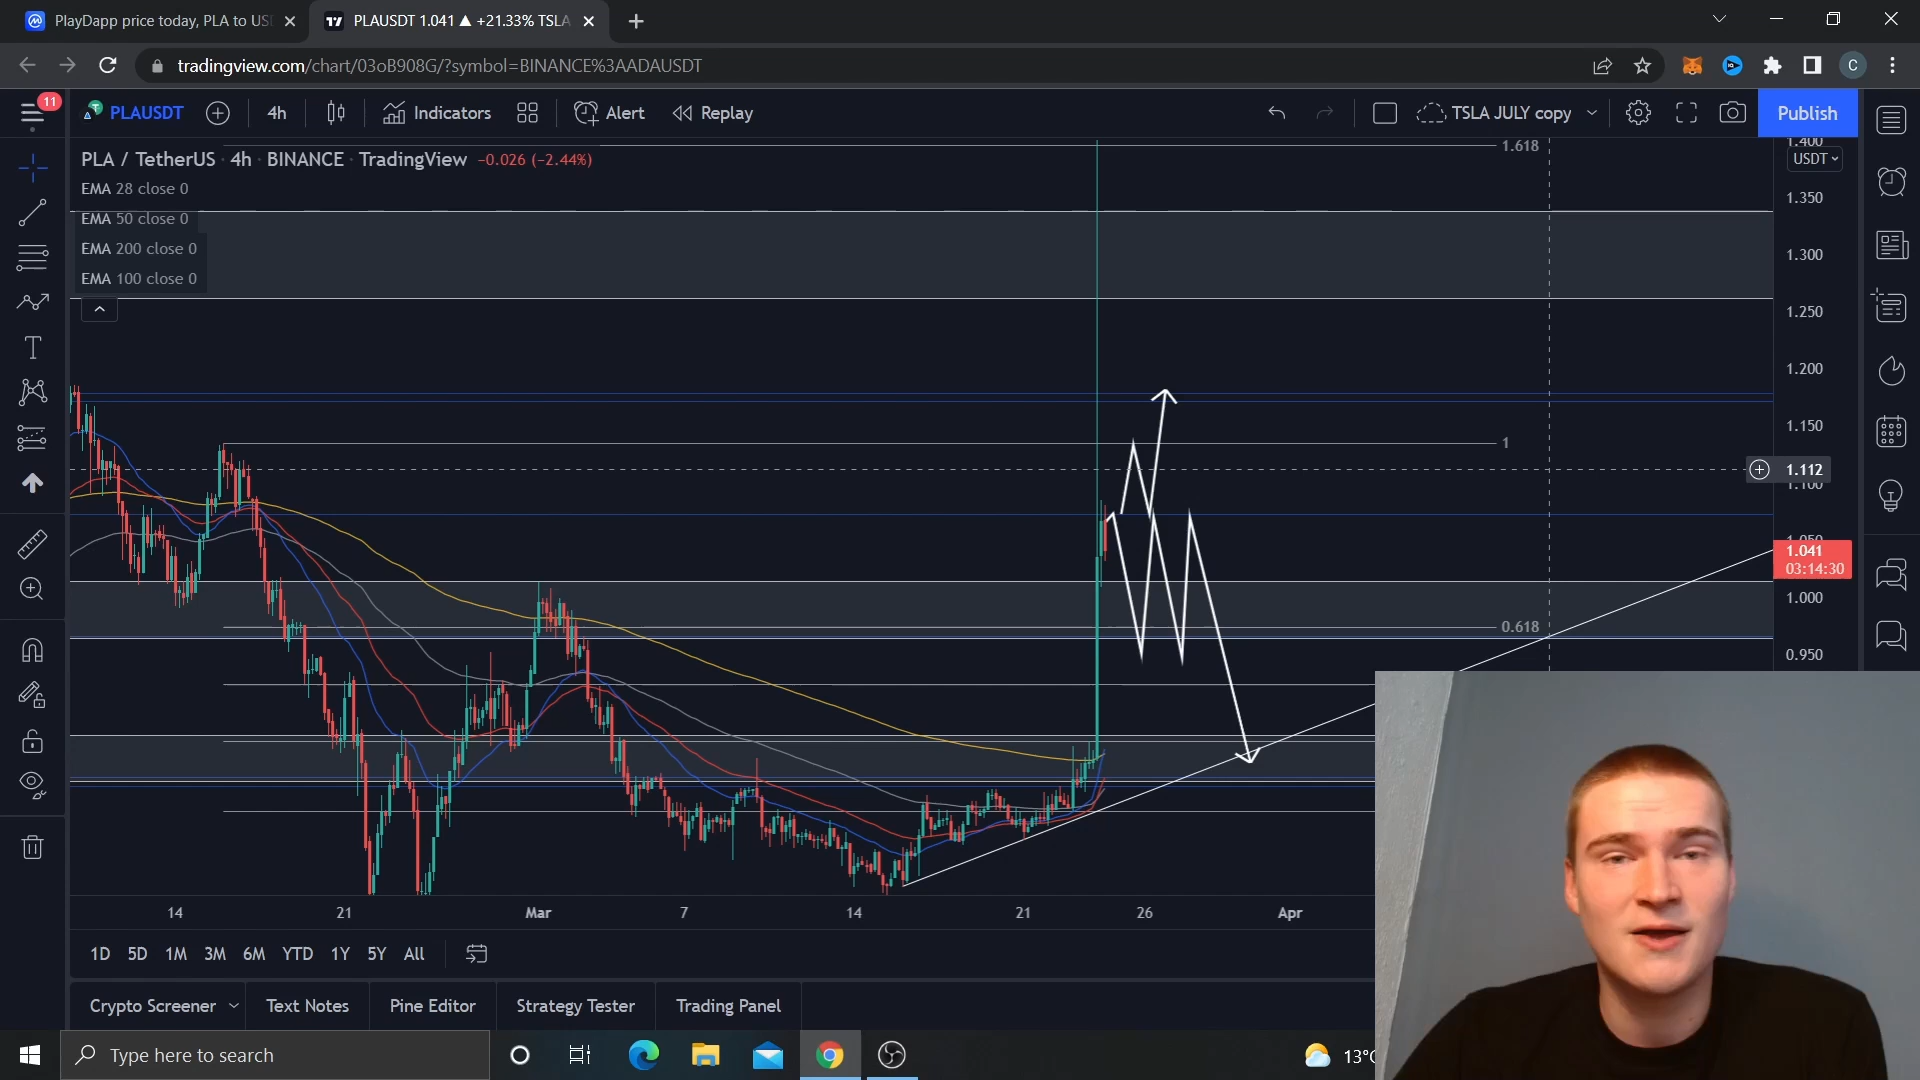 PlayDapp price today, PLA to US
PLAUSDT 1.041 ▲ +21.33% TSLA
tradingview.com/chart/03oB908G/?symbol=BINANCE%3AADAUSDT
C
11
PLAUSDT
4h
Indicators
Alert
Replay
TSLA JULY copy
Publish
PLA / TetherUS · 4h · BINANCE · TradingView −0.026 (−2.44%)
EMA 28 close 0
EMA 50 close 0
EMA 200 close 0
EMA 100 close 0
1.618
1
0.618
1.400
USDT
1.350
1.300
1.250
1.200
1.150
1.112
1.100
1.050
1.041
03:14:30
1.000
0.950
14
21
Mar
7
14
21
26
Apr
1D 5D 1M 3M 6M YTD 1Y 5Y All
Crypto Screener
Text Notes
Pine Editor
Strategy Tester
Trading Panel
Type here to search
13°C